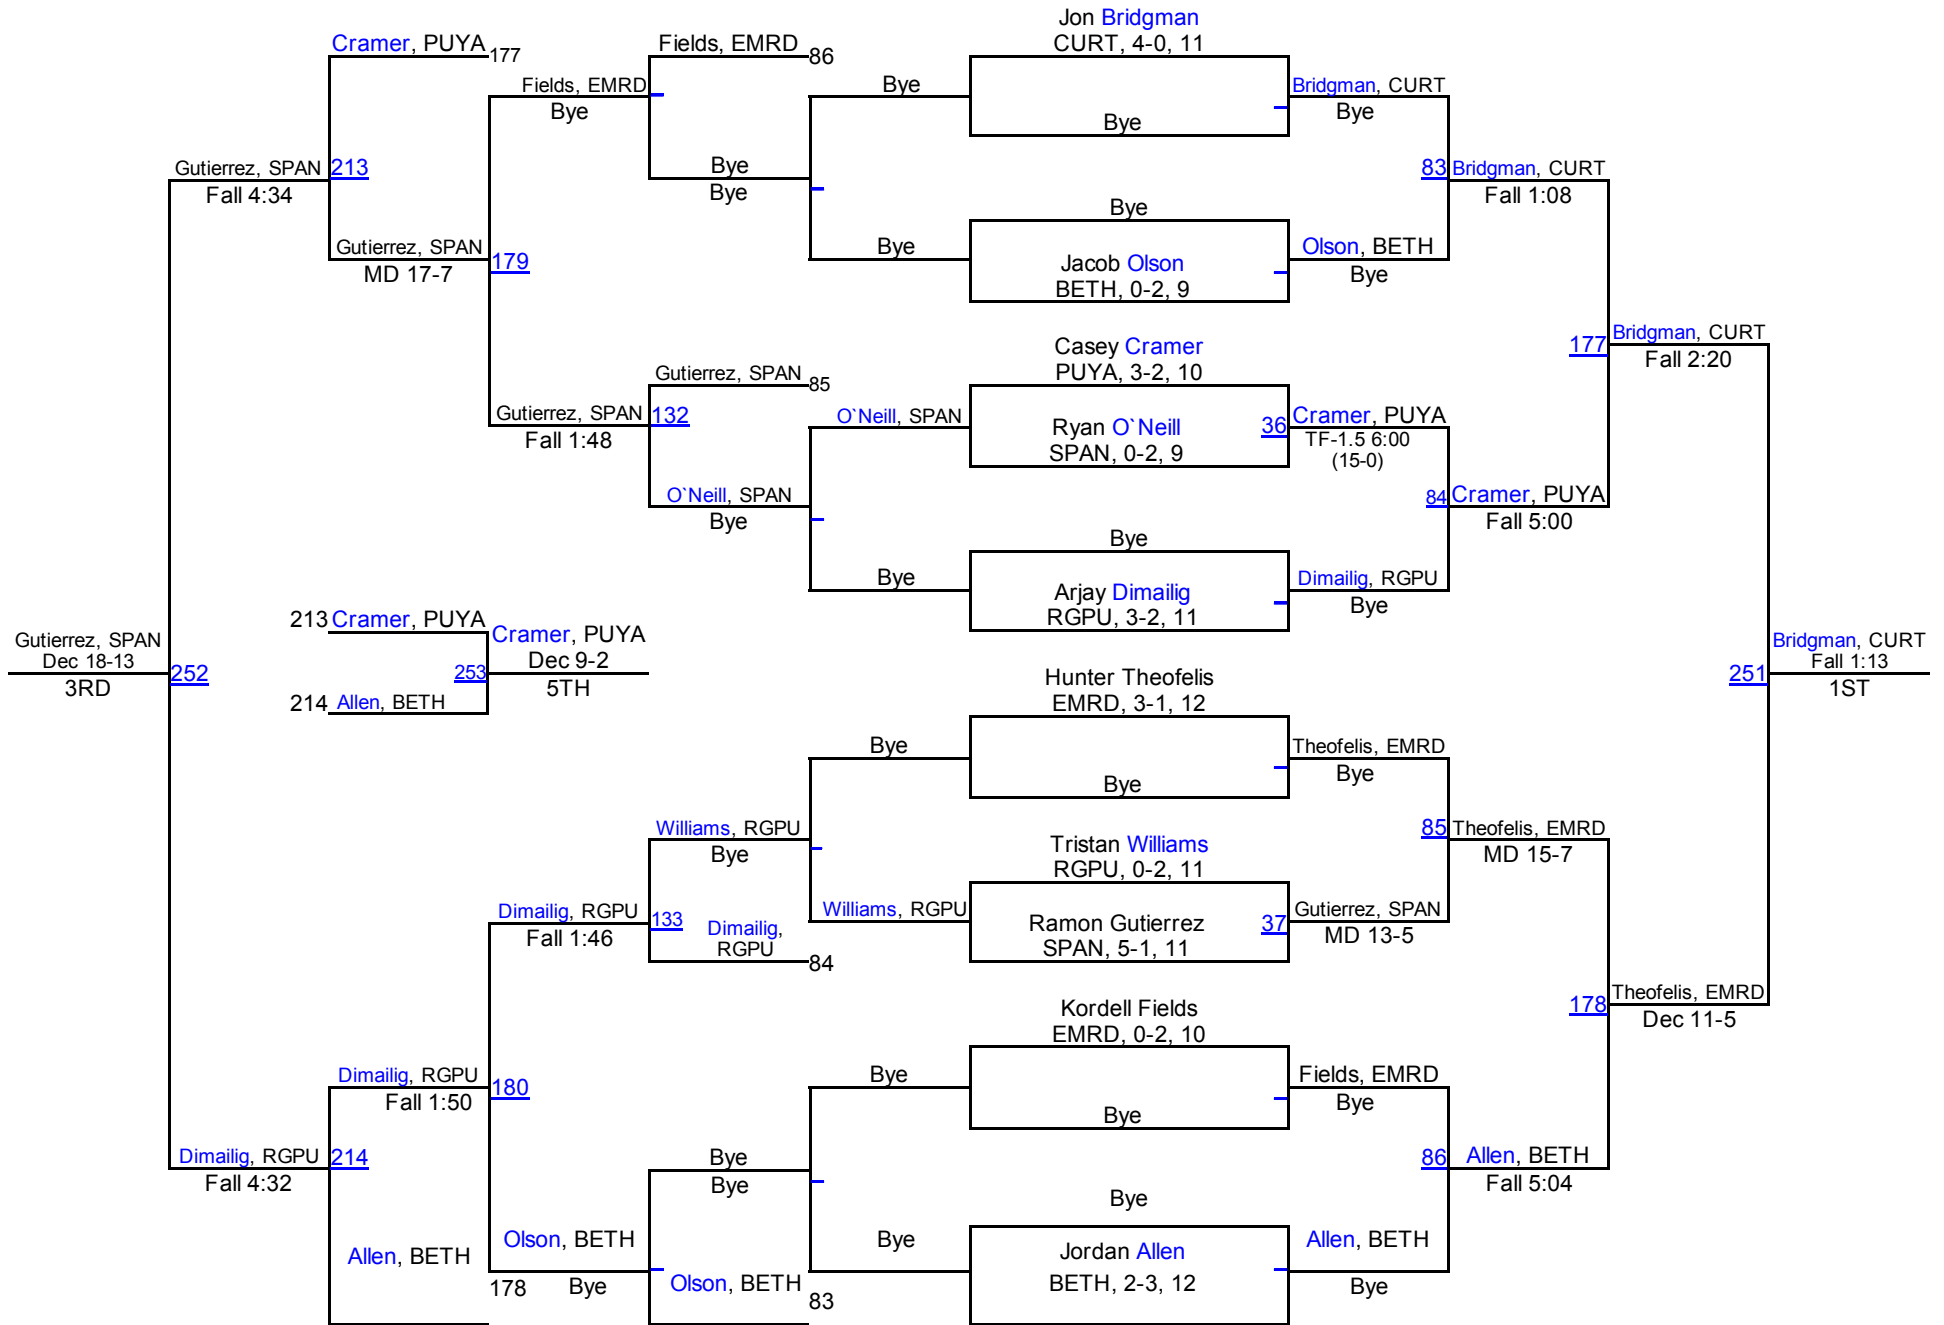 Jon Bridgman
CURT, 4-0, 11
Bye
Bye
Jacob Olson
BETH, 0-2, 9
Casey Cramer
PUYA, 3-2, 10
Ryan O`Neill
SPAN, 0-2, 9
Bye
Arjay Dimailig
RGPU, 3-2, 11
Hunter Theofelis
EMRD, 3-1, 12
Bye
Tristan Williams
RGPU, 0-2, 11
Ramon Gutierrez
SPAN, 5-1, 11
Kordell Fields
EMRD, 0-2, 10
Bye
Bye
Jordan Allen
BETH, 2-3, 12
Bridgman, CURT
Bye
Olson, BETH
Bye
36
Cramer, PUYA
TF-1.5 6:00
(15-0)
Dimailig, RGPU
Bye
Theofelis, EMRD
Bye
37
Gutierrez, SPAN
MD 13-5
Fields, EMRD
Bye
Allen, BETH
Bye
83
Bridgman, CURT
Fall 1:08
84
Cramer, PUYA
Fall 5:00
85
Theofelis, EMRD
MD 15-7
86
Allen, BETH
Fall 5:04
177
Bridgman, CURT
Fall 2:20
178
Theofelis, EMRD
Dec 11-5
251
Bridgman, CURT
Fall 1:13
1ST
Bye
Bye
O`Neill, SPAN
Bye
Bye
Williams, RGPU
Bye
Bye
Fields, EMRD
86
Bye
Bye
Gutierrez, SPAN
85
O`Neill, SPAN
Bye
Williams, RGPU
Bye
Dimailig,
RGPU
84
Bye
Bye
Olson, BETH
83
Fields, EMRD
Bye
Gutierrez, SPAN
132
Fall 1:48
Dimailig, RGPU
133
Fall 1:46
Olson, BETH
Bye
Cramer, PUYA
177
Gutierrez, SPAN
179
MD 17-7
Dimailig, RGPU
180
Fall 1:50
Allen, BETH
178
Gutierrez, SPAN
213
Fall 4:34
Dimailig, RGPU
214
Fall 4:32
213
Cramer, PUYA
214
Allen, BETH
253
Cramer, PUYA
Dec 9-2
5TH
Gutierrez, SPAN
Dec 18-13
252
3RD